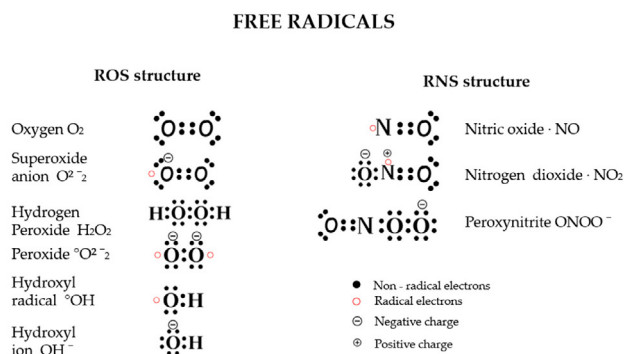 FREE RADICALS
ROS structure
RNS structure
Oxygen O₂
O::O
Superoxide
anion O²⁻₂
O::O
Hydrogen
Peroxide H₂O₂
H:O:O:H
Peroxide °O²⁻₂
O:O
Hydroxyl
radical °OH
O:H
Hydroxyl
ion OH⁻
:O:H
N::O
Nitric oxide · NO
:O:N::O
Nitrogen dioxide · NO₂
O::N:O:O:
Peroxynitrite ONOO⁻
Non - radical electrons
Radical electrons
⊖ Negative charge
⊕ Positive charge